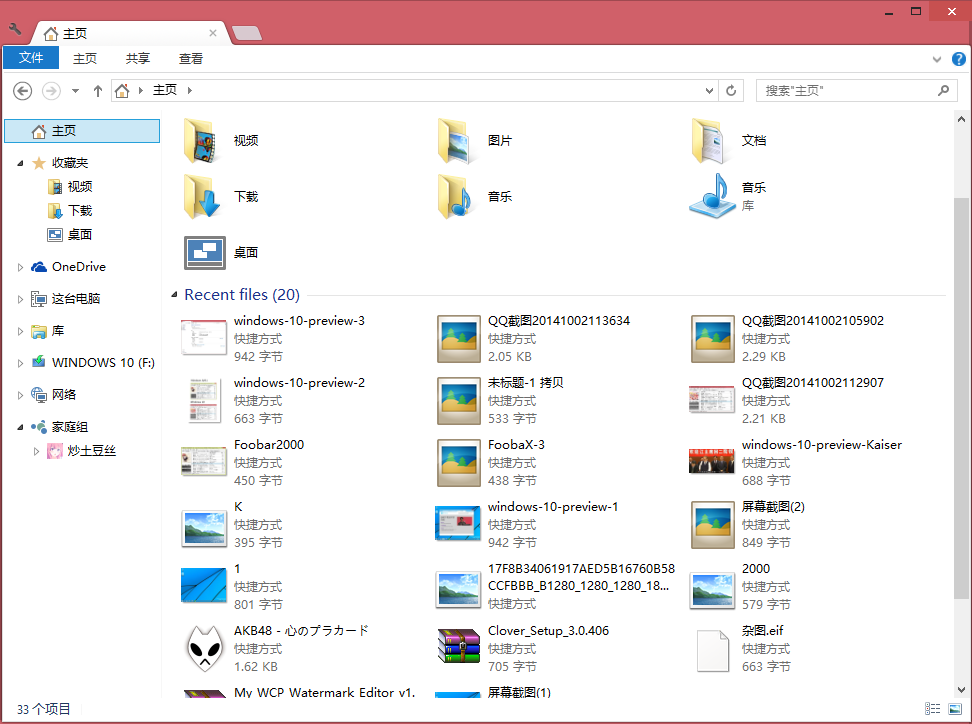 主页
文件 主页 共享 查看
主页 搜索"主页"
主页
收藏夹
视频
下载
桌面
OneDrive
这台电脑
库
WINDOWS 10 (F:)
网络
家庭组
炒土豆丝
视频 图片 文档
下载 音乐 音乐
库
桌面
Recent files (20)
windows-10-preview-3
快捷方式
942 字节
QQ截图20141002113634
快捷方式
2.05 KB
QQ截图20141002105902
快捷方式
2.29 KB
windows-10-preview-2
快捷方式
663 字节
未标题-1 拷贝
快捷方式
533 字节
QQ截图20141002112907
快捷方式
2.21 KB
Foobar2000
快捷方式
450 字节
FoobaX-3
快捷方式
438 字节
windows-10-preview-Kaiser
快捷方式
688 字节
K
快捷方式
395 字节
windows-10-preview-1
快捷方式
942 字节
屏幕截图(2)
快捷方式
849 字节
1
快捷方式
801 字节
17F8B34061917AED5B16760B58
CCFBBB_B1280_1280_1280_18...
快捷方式
2000
快捷方式
579 字节
AKB48 - 心のプラカード
快捷方式
1.62 KB
Clover_Setup_3.0.406
快捷方式
705 字节
杂图.eif
快捷方式
663 字节
My WCP Watermark Editor v1.
屏幕截图(1)
33 个项目